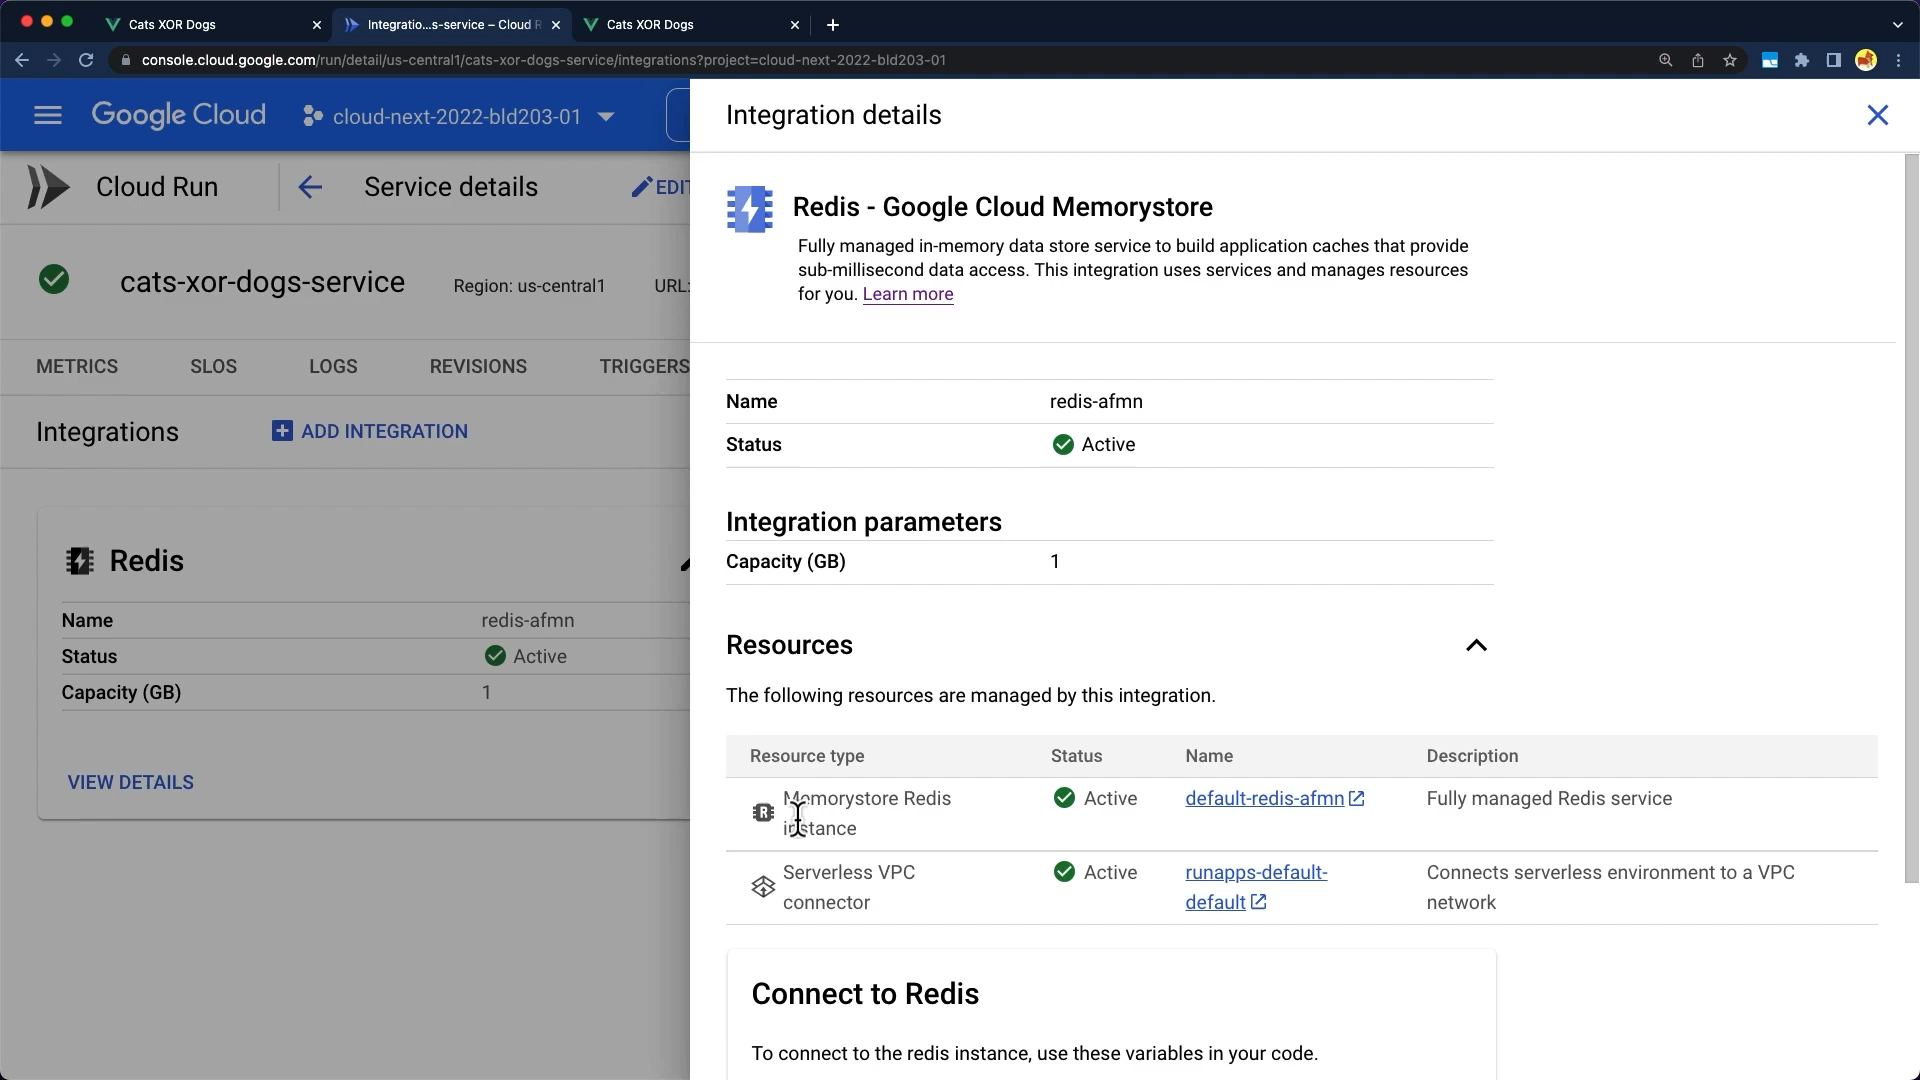 Cats XOR Dogs
Integratio...s-service – Cloud R
Cats XOR Dogs
console.cloud.google.com/run/detail/us-central1/cats-xor-dogs-service/integrations?project=cloud-next-2022-bld203-01
Google Cloud
cloud-next-2022-bld203-01
Cloud Run
Service details
EDIT
cats-xor-dogs-service
Region: us-central1
URL:
METRICS
SLOS
LOGS
REVISIONS
TRIGGERS
Integrations
ADD INTEGRATION
Redis
Name
redis-afmn
Status
Active
Capacity (GB)
1
VIEW DETAILS
Integration details
Redis - Google Cloud Memorystore
Fully managed in-memory data store service to build application caches that provide
sub-millisecond data access. This integration uses services and manages resources
for you. Learn more
Name
redis-afmn
Status
Active
Integration parameters
Capacity (GB)
1
Resources
The following resources are managed by this integration.
Resource type
Status
Name
Description
Memorystore Redis
instance
Active
default-redis-afmn
Fully managed Redis service
Serverless VPC
connector
Active
runapps-default-
default
Connects serverless environment to a VPC
network
Connect to Redis
To connect to the redis instance, use these variables in your code.